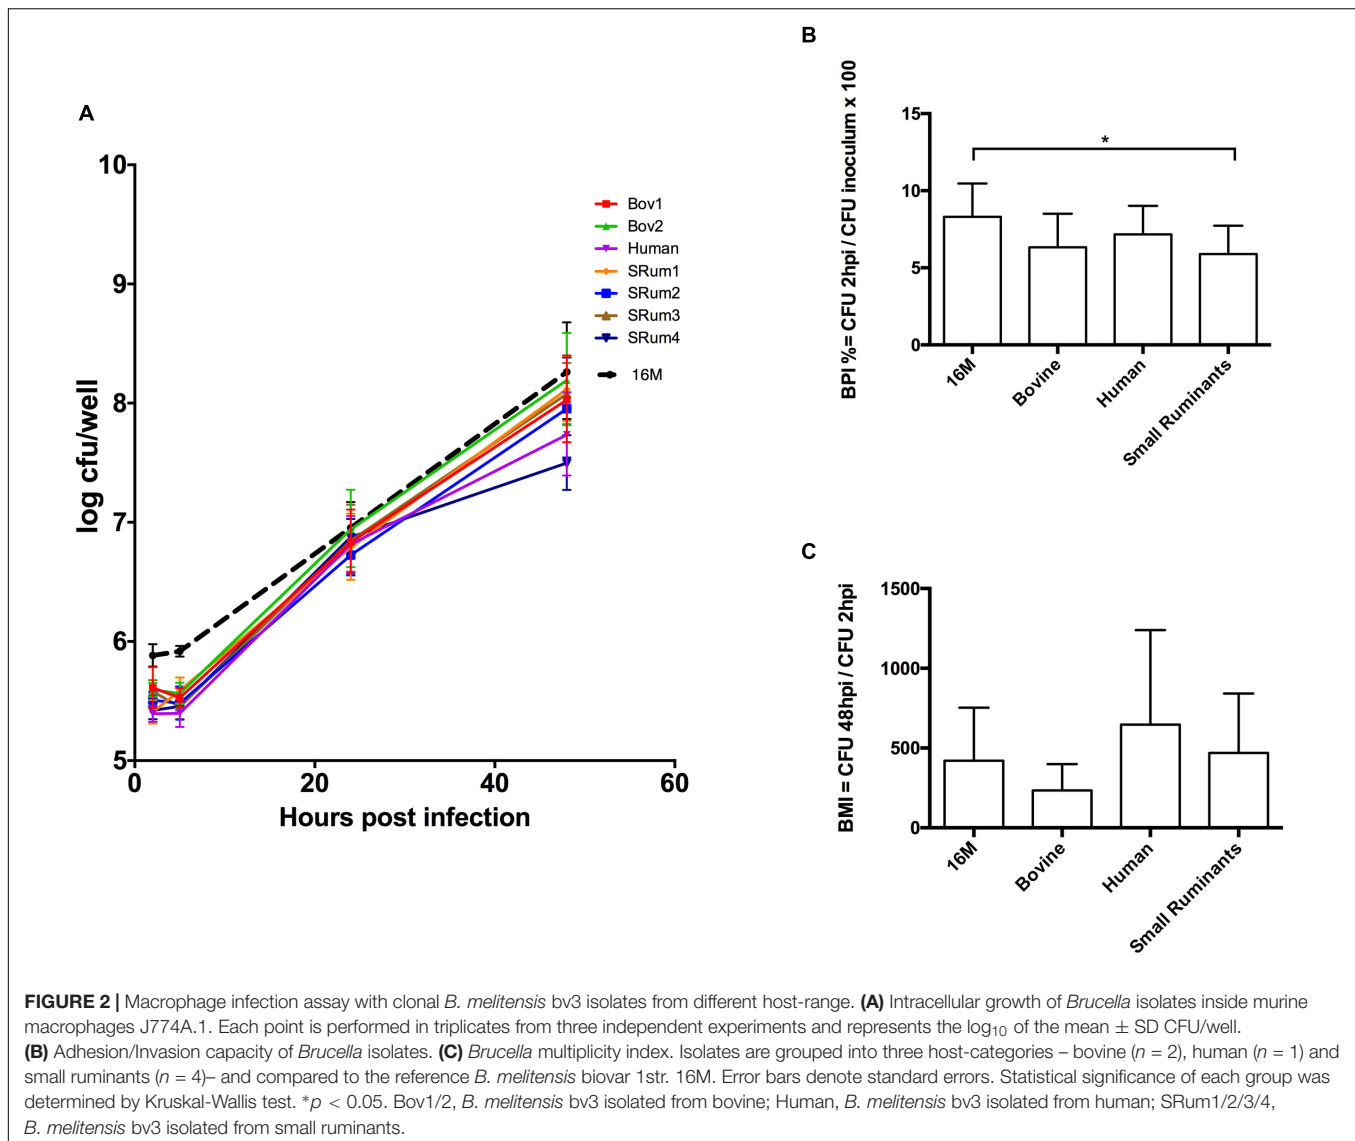 A
10
9
8
7
6
5
0
20
40
60
log cfu/well
Hours post infection
Bov1
Bov2
Human
SRum1
SRum2
SRum3
SRum4
16M
B
BPI %= CFU 2hpi / CFU inoculum x 100
15
10
5
0
*
16M
Bovine
Human
Small Ruminants
C
BMI = CFU 48hpi / CFU 2hpi
1500
1000
500
0
16M
Bovine
Human
Small Ruminants
FIGURE 2 | Macrophage infection assay with clonal B. melitensis bv3 isolates from different host-range. (A) Intracellular growth of Brucella isolates inside murine
macrophages J774A.1. Each point is performed in triplicates from three independent experiments and represents the log₁₀ of the mean ± SD CFU/well.
(B) Adhesion/Invasion capacity of Brucella isolates. (C) Brucella multiplicity index. Isolates are grouped into three host-categories – bovine (n = 2), human (n = 1) and
small ruminants (n = 4)– and compared to the reference B. melitensis biovar 1str. 16M. Error bars denote standard errors. Statistical significance of each group was
determined by Kruskal-Wallis test. *p < 0.05. Bov1/2, B. melitensis bv3 isolated from bovine; Human, B. melitensis bv3 isolated from human; SRum1/2/3/4,
B. melitensis bv3 isolated from small ruminants.